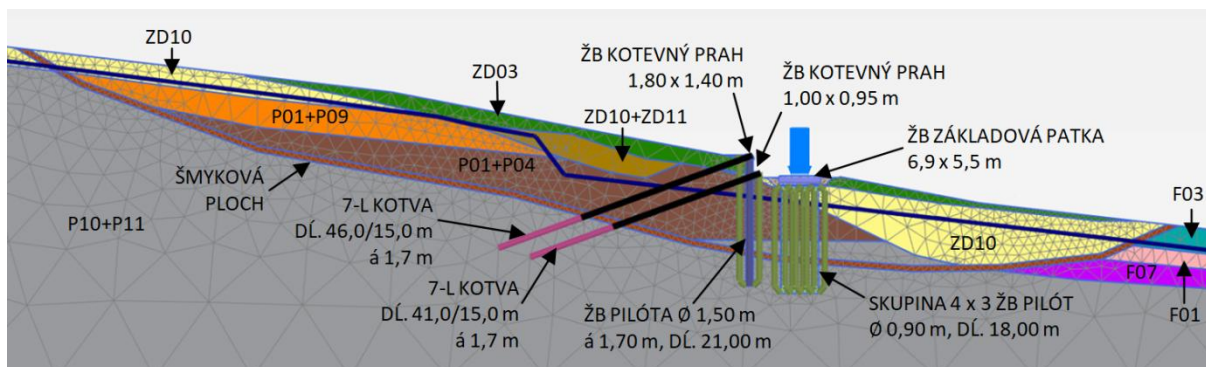 ZD10
ZD03
ŽB KOTEVNÝ PRAH
1,80 x 1,40 m
ŽB KOTEVNÝ PRAH
1,00 x 0,95 m
ZD10+ZD11
P01+P09
ŽB ZÁKLADOVÁ PATKA
6,9 x 5,5 m
P01+P04
ŠMYKOVÁ
PLOCH
P10+P11
7-L KOTVA
DĹ. 46,0/15,0 m
á 1,7 m
7-L KOTVA
DĹ. 41,0/15,0 m
á 1,7 m
ŽB PILÓTA Ø 1,50 m
á 1,70 m, DĹ. 21,00 m
SKUPINA 4 x 3 ŽB PILÓT
Ø 0,90 m, DĹ. 18,00 m
ZD10
F03
F07
F01